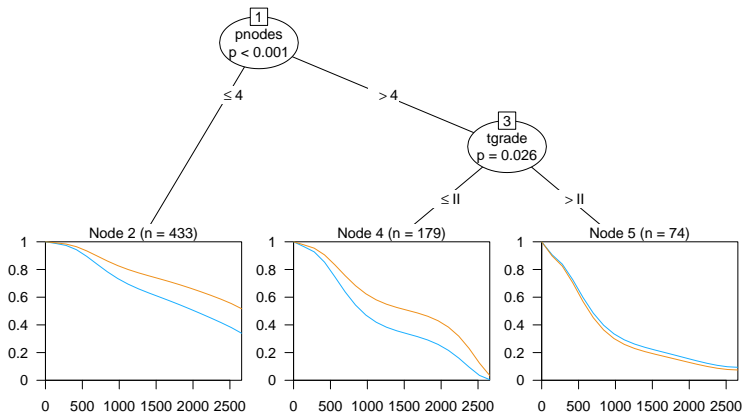 1
pnodes
p < 0.001
≤ 4
> 4
3
tgrade
p = 0.026
≤ II
> II
Node 2 (n = 433)
1
0.8
0.6
0.4
0.2
0
0 500 1000 1500 2000 2500
Node 4 (n = 179)
1
0.8
0.6
0.4
0.2
0
0 500 1000 1500 2000 2500
Node 5 (n = 74)
1
0.8
0.6
0.4
0.2
0
0 500 1000 1500 2000 2500